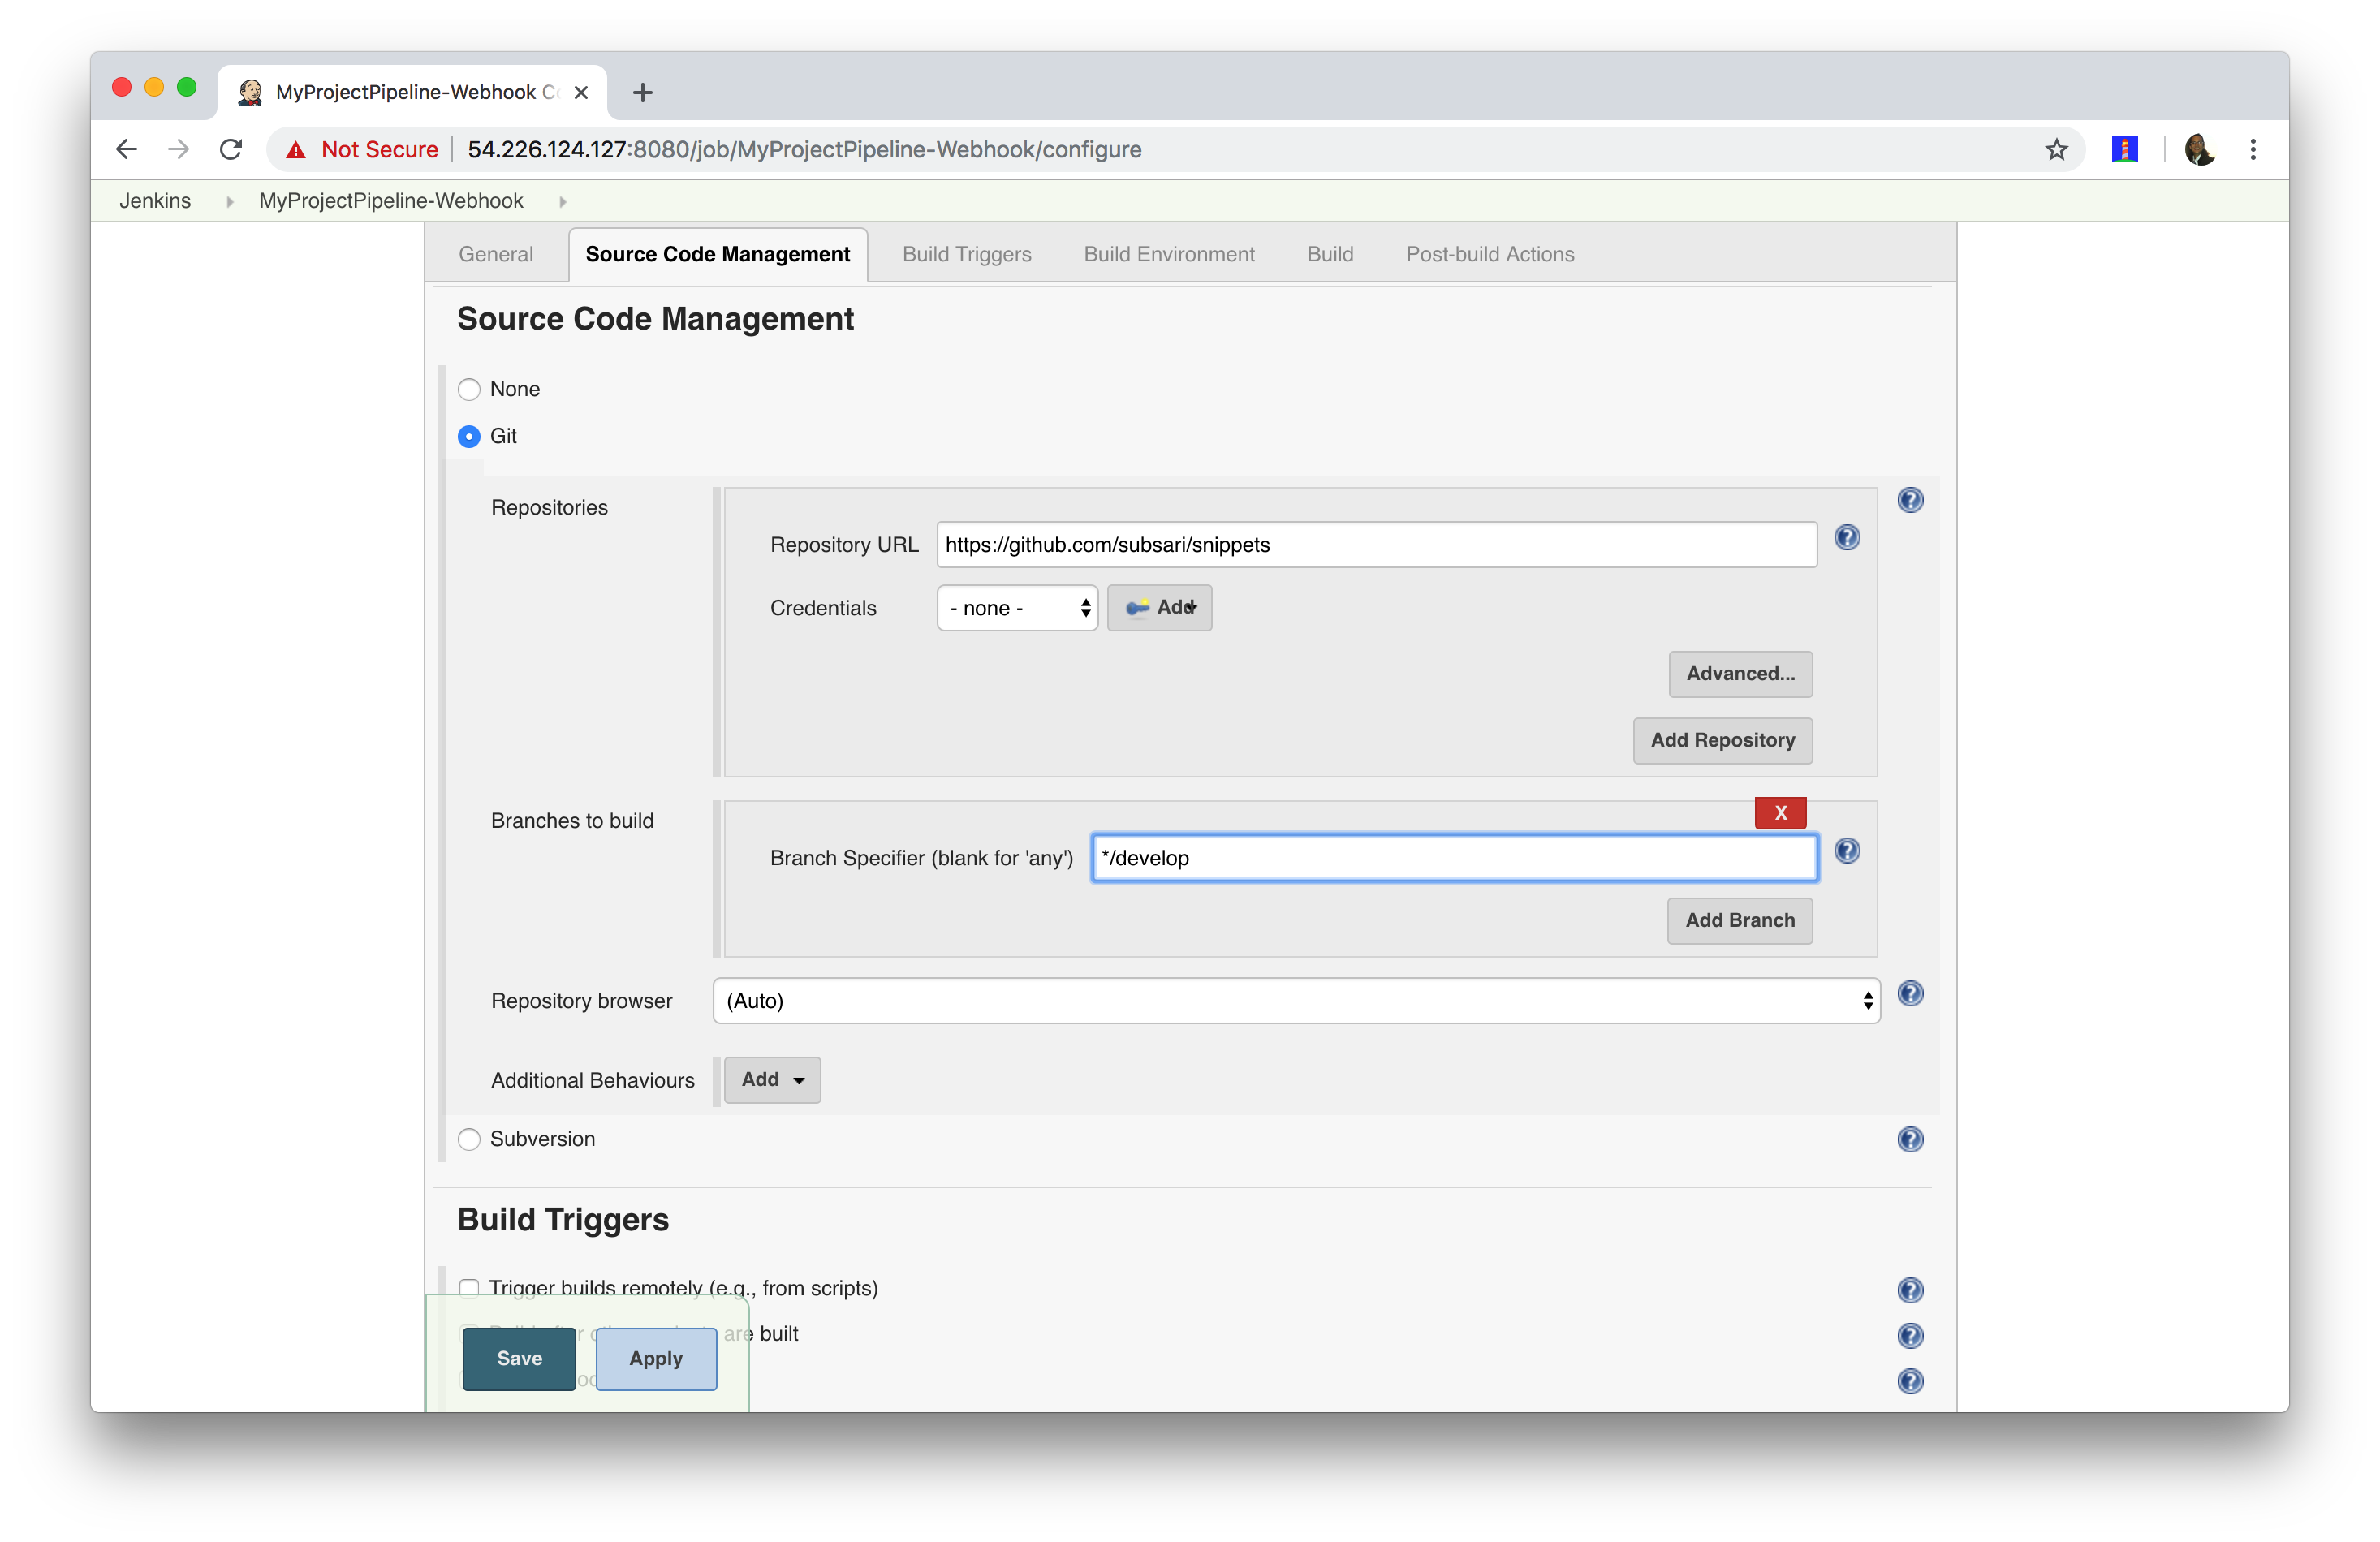 MyProjectPipeline-Webhook
Not Secure 54.226.124.127:8080/job/MyProjectPipeline-Webhook/configure
Jenkins MyProjectPipeline-Webhook
General Source Code Management Build Triggers Build Environment Build Post-build Actions
Source Code Management
None
Git
Repositories
Repository URL https://github.com/subsari/snippets
Credentials - none - Add
Advanced...
Add Repository
Branches to build
X
Branch Specifier (blank for 'any') */develop
Add Branch
Repository browser (Auto)
Additional Behaviours Add
Subversion
Build Triggers
Trigger builds remotely (e.g., from scripts)
are built
Save Apply